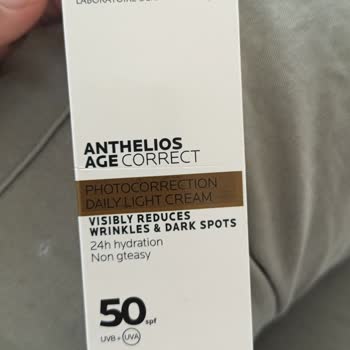 LABORATOIRE
ANTHELIOS
AGE CORRECT
PHOTOCORRECTION
DAILY LIGHT CREAM
VISIBLY REDUCES
WRINKLES & DARK SPOTS
24h hydration
Non gteasy
50 spf
UVB + UVA